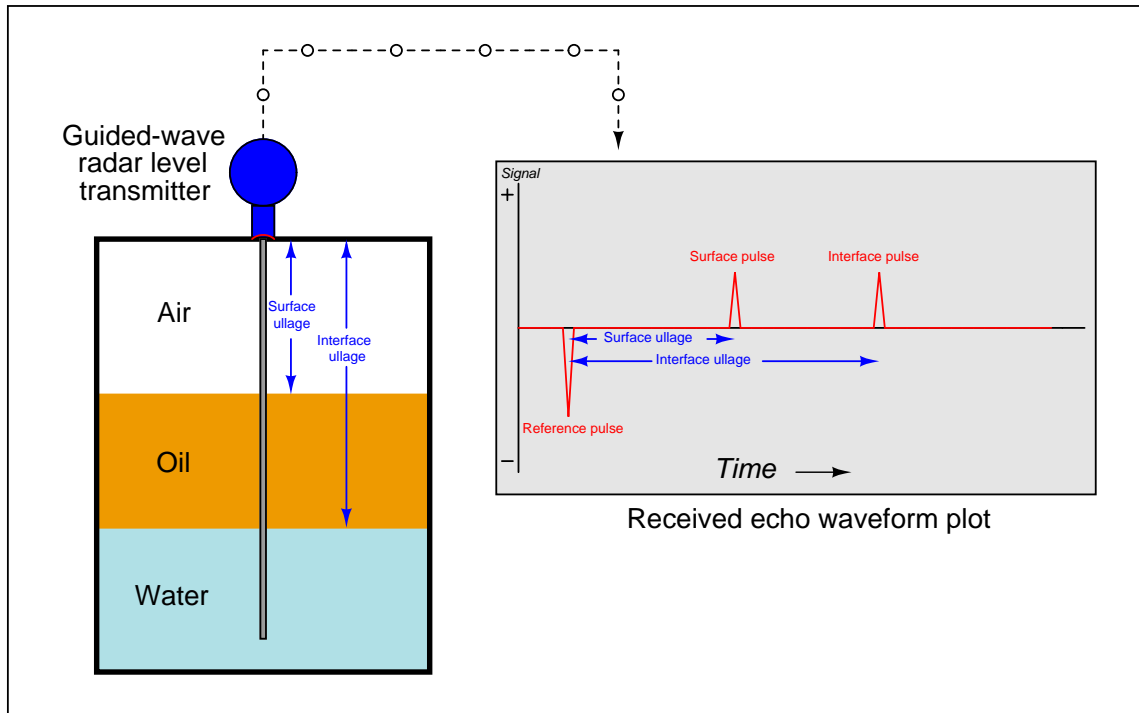 Guided-wave
radar level
transmitter
Air
Surface
ullage
Interface
ullage
Oil
Water
Signal
+
Surface pulse
Interface pulse
Surface ullage
Interface ullage
Reference pulse
−
Time
Received echo waveform plot